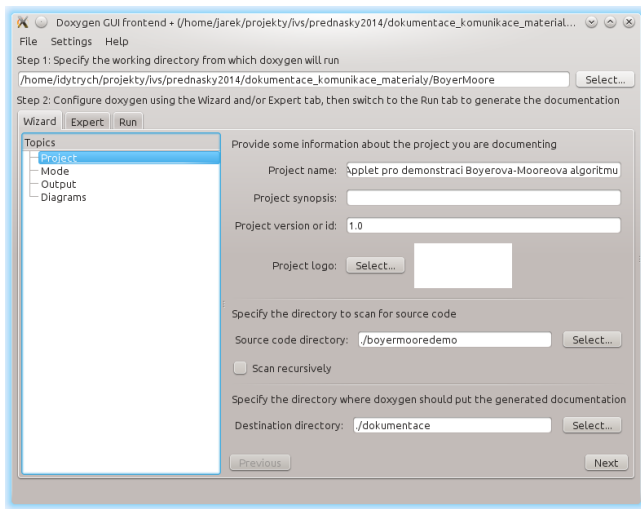 Doxygen GUI frontend + (/home/jarek/projekty/ivs/prednasky2014/dokumentace_komunikace_material...
File Settings Help
Step 1: Specify the working directory from which doxygen will run
/home/idytrych/projekty/ivs/prednasky2014/dokumentace_komunikace_materialy/BoyerMoore Select...
Step 2: Configure doxygen using the Wizard and/or Expert tab, then switch to the Run tab to generate the documentation
Wizard Expert Run
Topics
Project
Mode
Output
Diagrams
Provide some information about the project you are documenting
Project name: Applet pro demonstraci Boyerova-Mooreova algoritmu
Project synopsis:
Project version or id: 1.0
Project logo: Select...
Specify the directory to scan for source code
Source code directory: ./boyermooredemo Select...
Scan recursively
Specify the directory where doxygen should put the generated documentation
Destination directory: ./dokumentace Select...
Previous Next